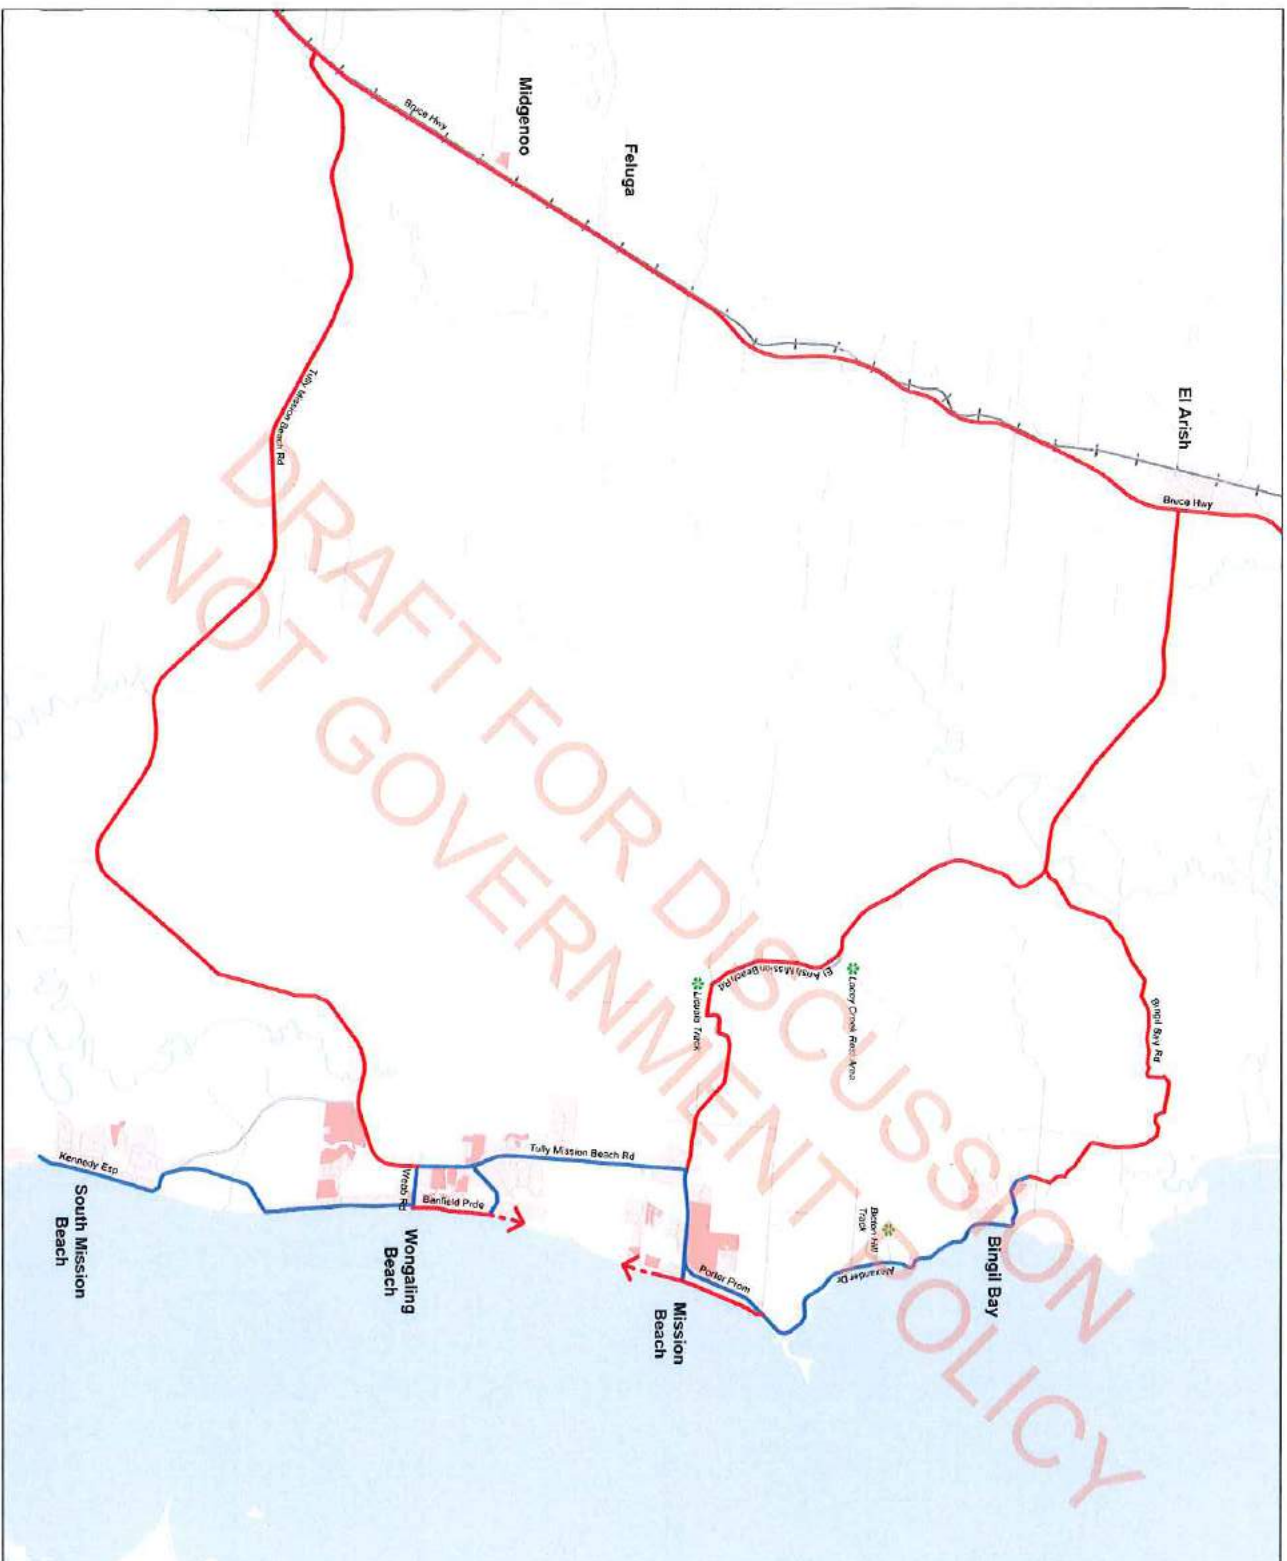 El Arish
Bruce Hwy
Bingil Bay Rd
Bingil Bay
Alexander Dr
Bicton Hill
Track
Lacey Creek Rest Area
El Arish Mission Beach Rd
Licuala Track
Feluga
Midgenoo
Bruce Hwy
Mission
Beach
Porter Prom
Tully Mission Beach Rd
Banfield Prde
Webb Rd
Wongaling
Beach
Tully Mission Beach Rd
Kennedy Esp
South Mission
Beach
DRAFT FOR DISCUSSION
NOT GOVERNMENT POLICY